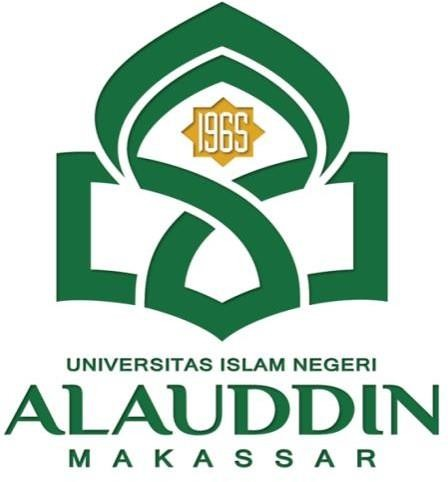 1965
UNIVERSITAS ISLAM NEGERI
ALAUDDIN
MAKASSAR